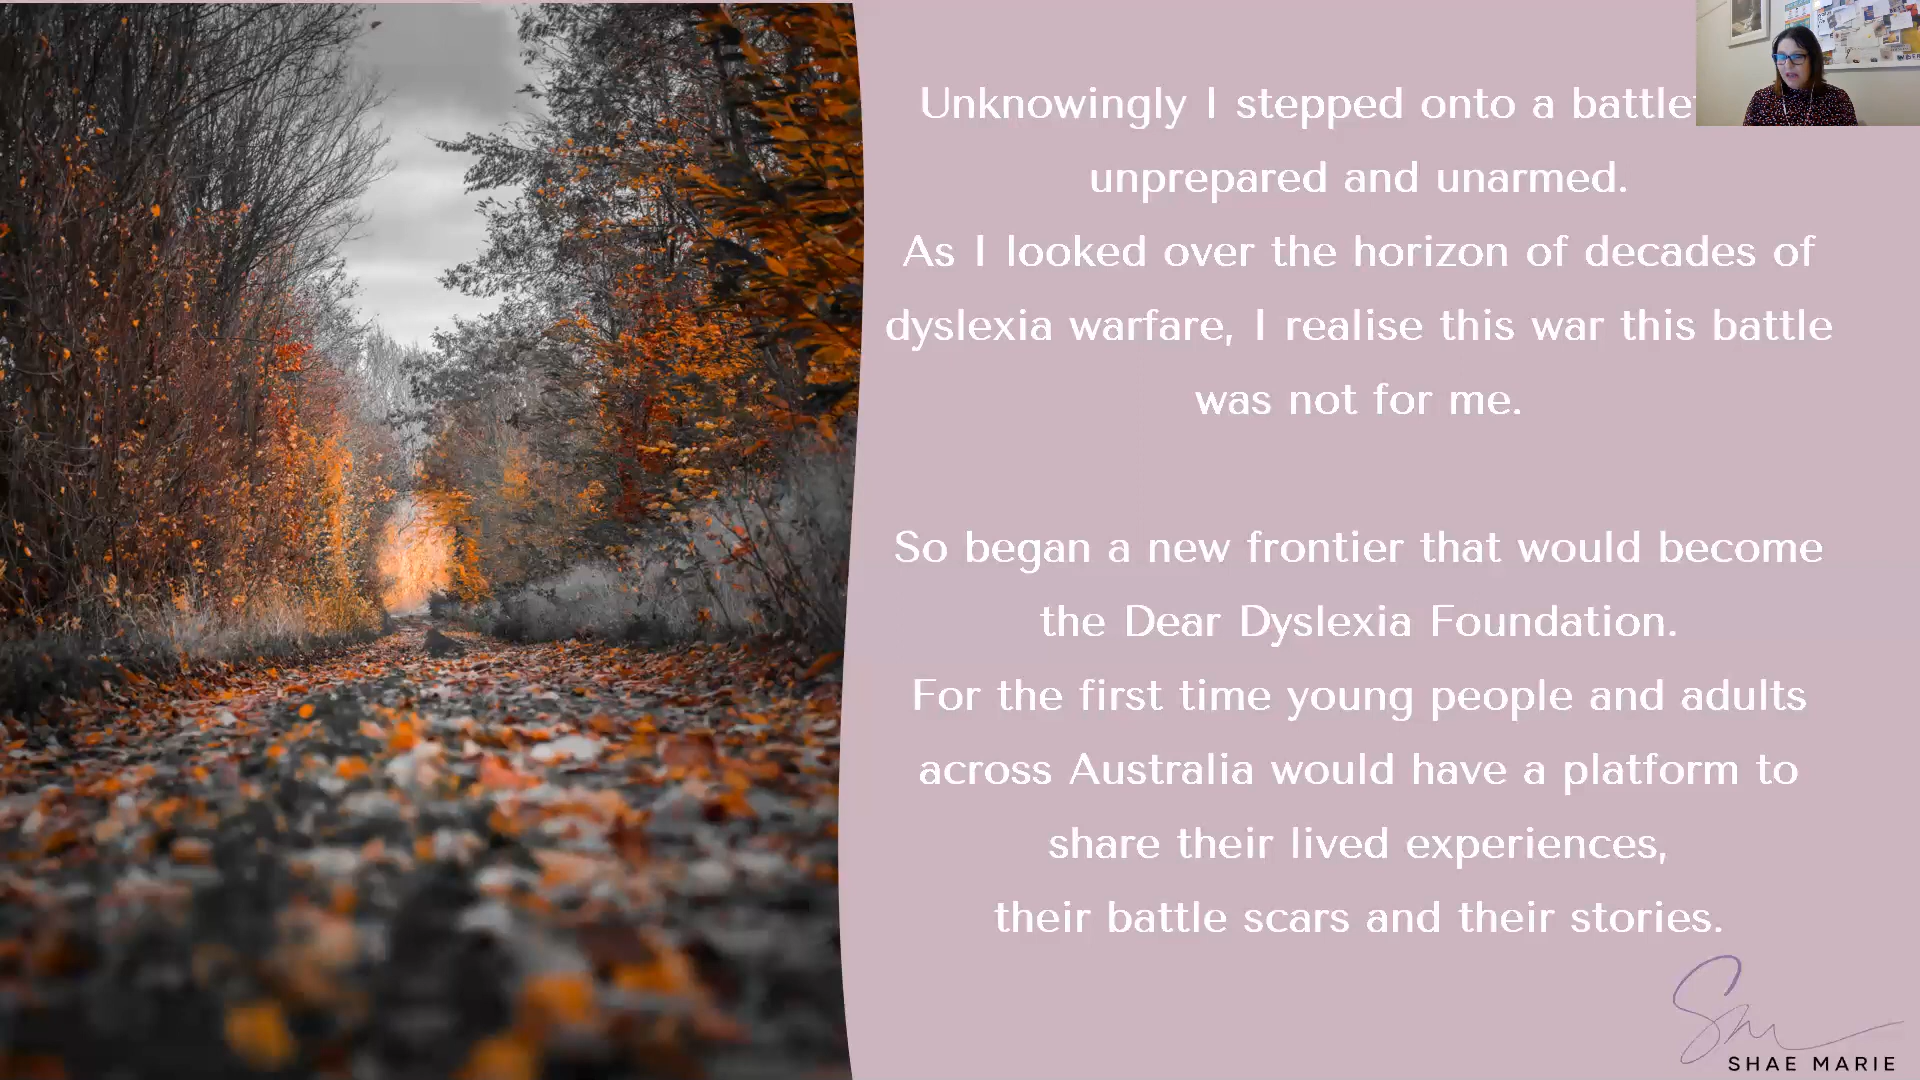 Unknowingly I stepped onto a
unprepared and unarmed.
As I looked over the horizon of decades of
dyslexia warfare, I realise this war this battle
was not for me.
So began a new frontier that would become
the Dear Dyslexia Foundation.
For the first time young people and adults
across Australia would have a platform to
share their lived experiences,
their battle scars and their stories.
Sm
SHAE MARIE